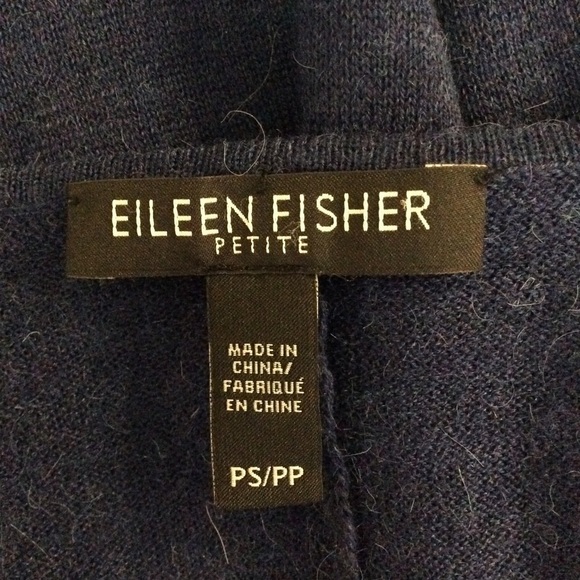 EILEEN FISHER
PETITE
MADE IN
CHINA/
FABRIQUÉ
EN CHINE
PS/PP